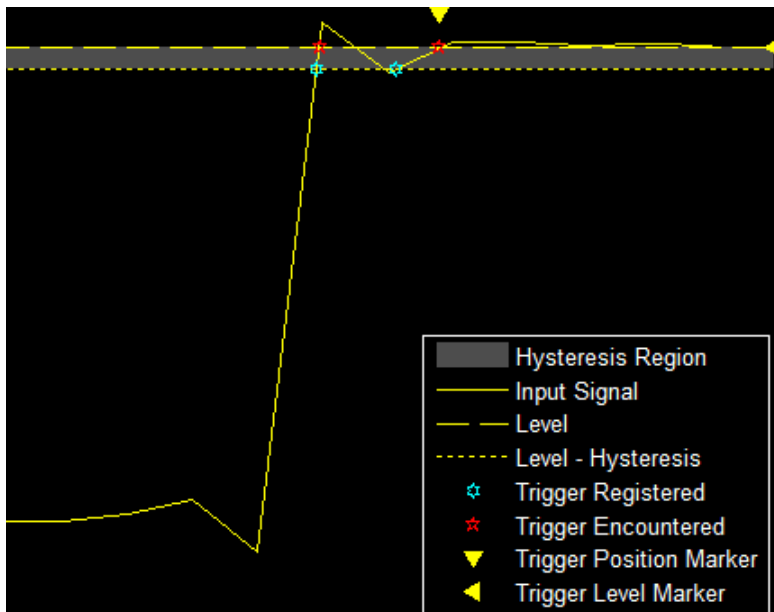 Hysteresis Region
Input Signal
Level
Level - Hysteresis
Trigger Registered
Trigger Encountered
Trigger Position Marker
Trigger Level Marker